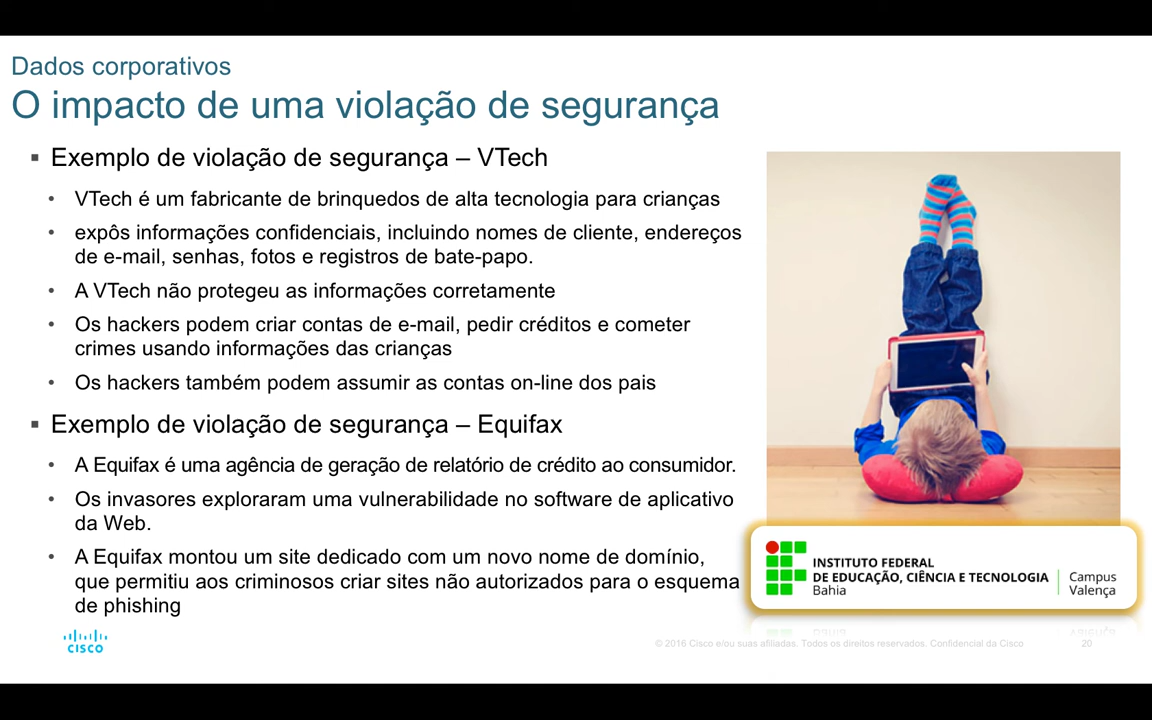 Dados corporativos
O impacto de uma violação de segurança
▪ Exemplo de violação de segurança – VTech
• VTech é um fabricante de brinquedos de alta tecnologia para crianças
• expôs informações confidenciais, incluindo nomes de cliente, endereços
de e-mail, senhas, fotos e registros de bate-papo.
• A VTech não protegeu as informações corretamente
• Os hackers podem criar contas de e-mail, pedir créditos e cometer
crimes usando informações das crianças
• Os hackers também podem assumir as contas on-line dos pais
▪ Exemplo de violação de segurança – Equifax
• A Equifax é uma agência de geração de relatório de crédito ao consumidor.
• Os invasores exploraram uma vulnerabilidade no software de aplicativo
da Web.
• A Equifax montou um site dedicado com um novo nome de domínio,
que permitiu aos criminosos criar sites não autorizados para o esquema
de phishing
INSTITUTO FEDERAL
DE EDUCAÇÃO, CIÊNCIA E TECNOLOGIA
Bahia
Campus
Valença
CISCO
© 2016 Cisco e/ou suas afiliadas. Todos os direitos reservados. Confidencial da Cisco
20